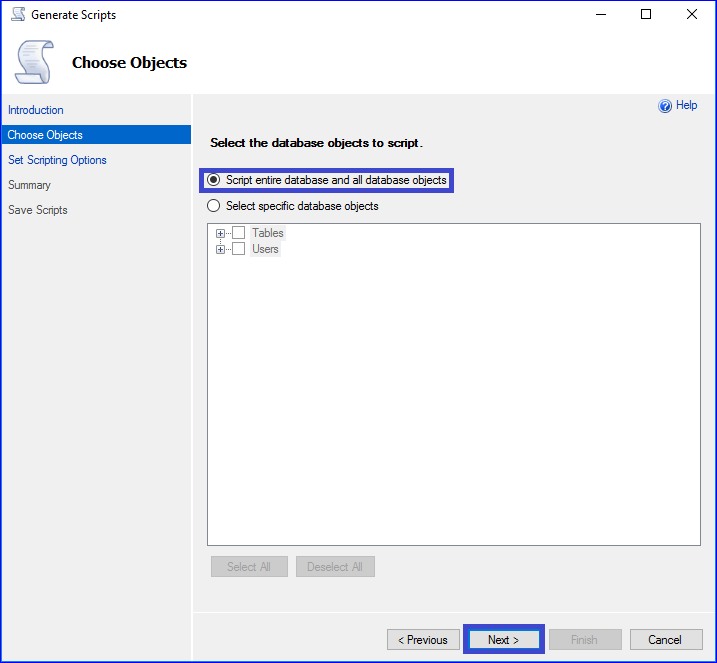 Generate Scripts
Choose Objects
Introduction
Choose Objects
Set Scripting Options
Summary
Save Scripts
Help
Select the database objects to script.
Script entire database and all database objects
Select specific database objects
Tables
Users
Select All
Deselect All
< Previous
Next >
Finish
Cancel